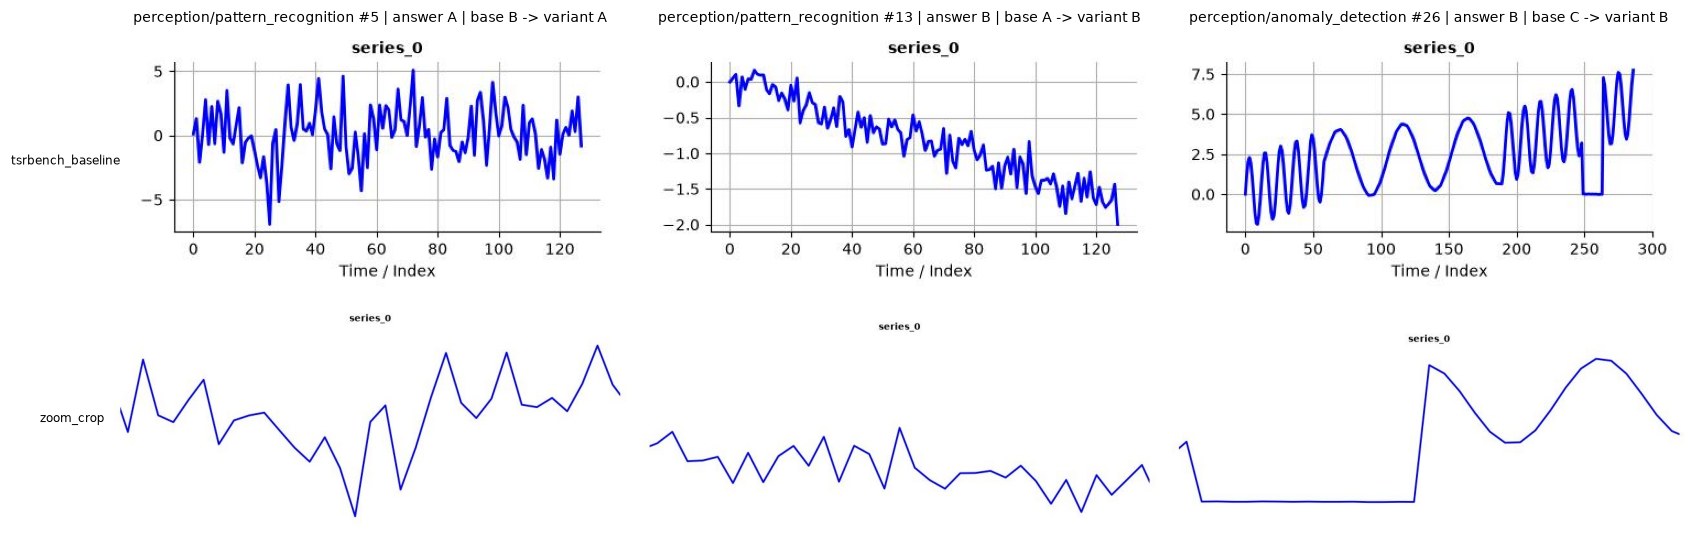 perception/pattern_recognition #5 | answer A | base B -> variant A
perception/pattern_recognition #13 | answer B | base A -> variant B
perception/anomaly_detection #26 | answer B | base C -> variant B
tsrbench_baseline
series_0
5
0
−5
0 20 40 60 80 100 120
Time / Index
series_0
0.0
−0.5
−1.0
−1.5
−2.0
0 20 40 60 80 100 120
Time / Index
series_0
7.5
5.0
2.5
0.0
0 50 100 150 200 250 300
Time / Index
zoom_crop
series_0
series_0
series_0